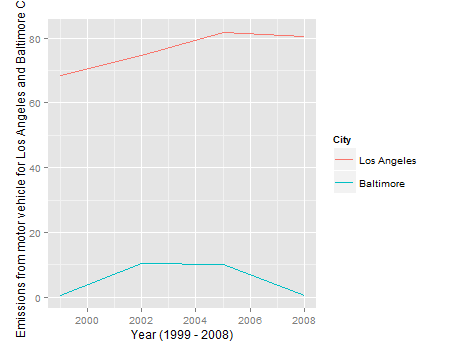 Emissions from motor vehicle for Los Angeles and Baltimore C
80
60
40
20
0
2000 2002 2004 2006 2008
Year (1999 - 2008)
City
Los Angeles
Baltimore